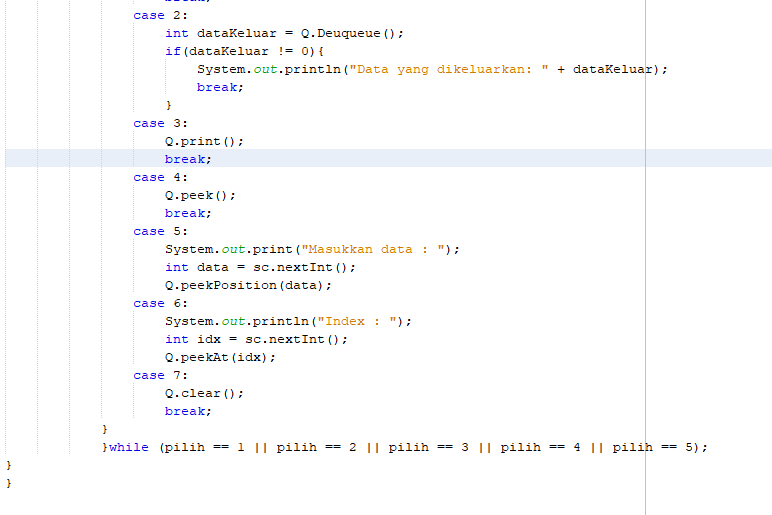 break;
case 2:
int dataKeluar = Q.Deuqueue();
if(dataKeluar != 0){
System.out.println("Data yang dikeluarkan: " + dataKeluar);
break;
}
case 3:
Q.print();
break;
case 4:
Q.peek();
break;
case 5:
System.out.print("Masukkan data : ");
int data = sc.nextInt();
Q.peekPosition(data);
case 6:
System.out.println("Index : ");
int idx = sc.nextInt();
Q.peekAt(idx);
case 7:
Q.clear();
break;
}
}while (pilih == 1 || pilih == 2 || pilih == 3 || pilih == 4 || pilih == 5);
}
}